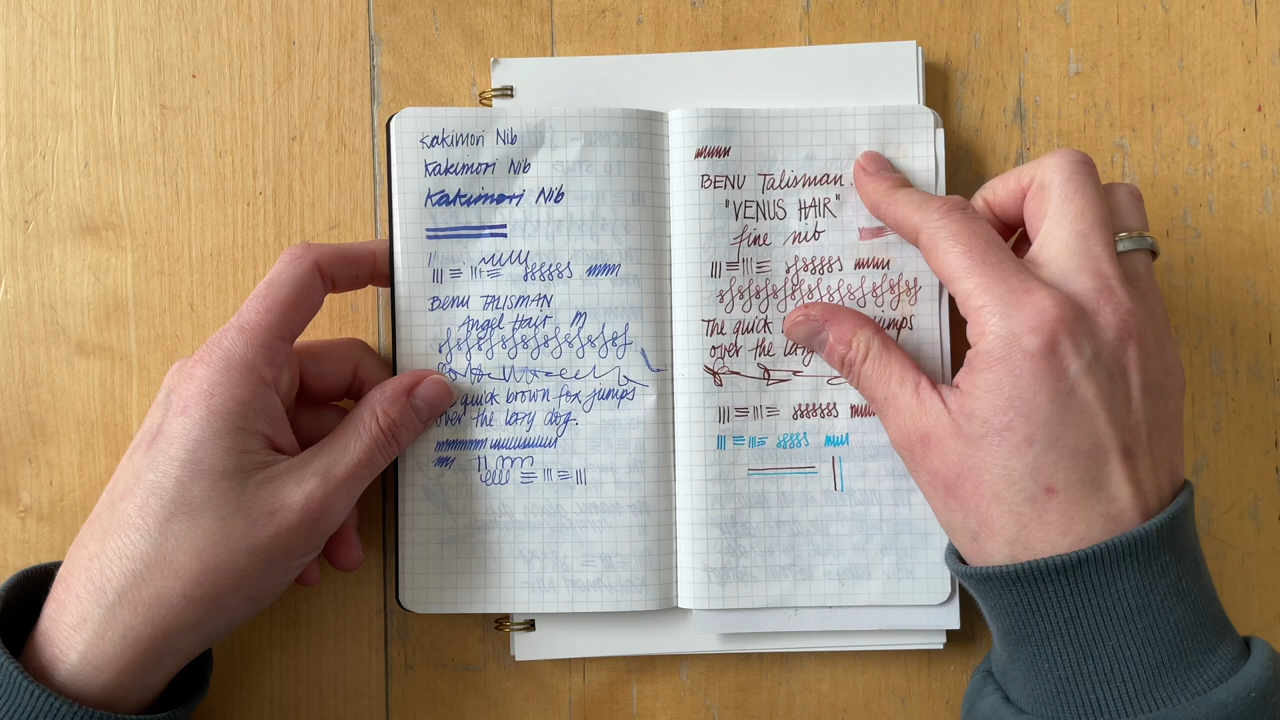 Kakimori Nib
Kakimori Nib
Kakimori Nib
BENU TALISMAN
Angel Hair M
quick brown fox jumps
over the lazy dog.
BENU Talisman.
"VENUS HAIR"
fine nib
The quick jumps
over the lazy